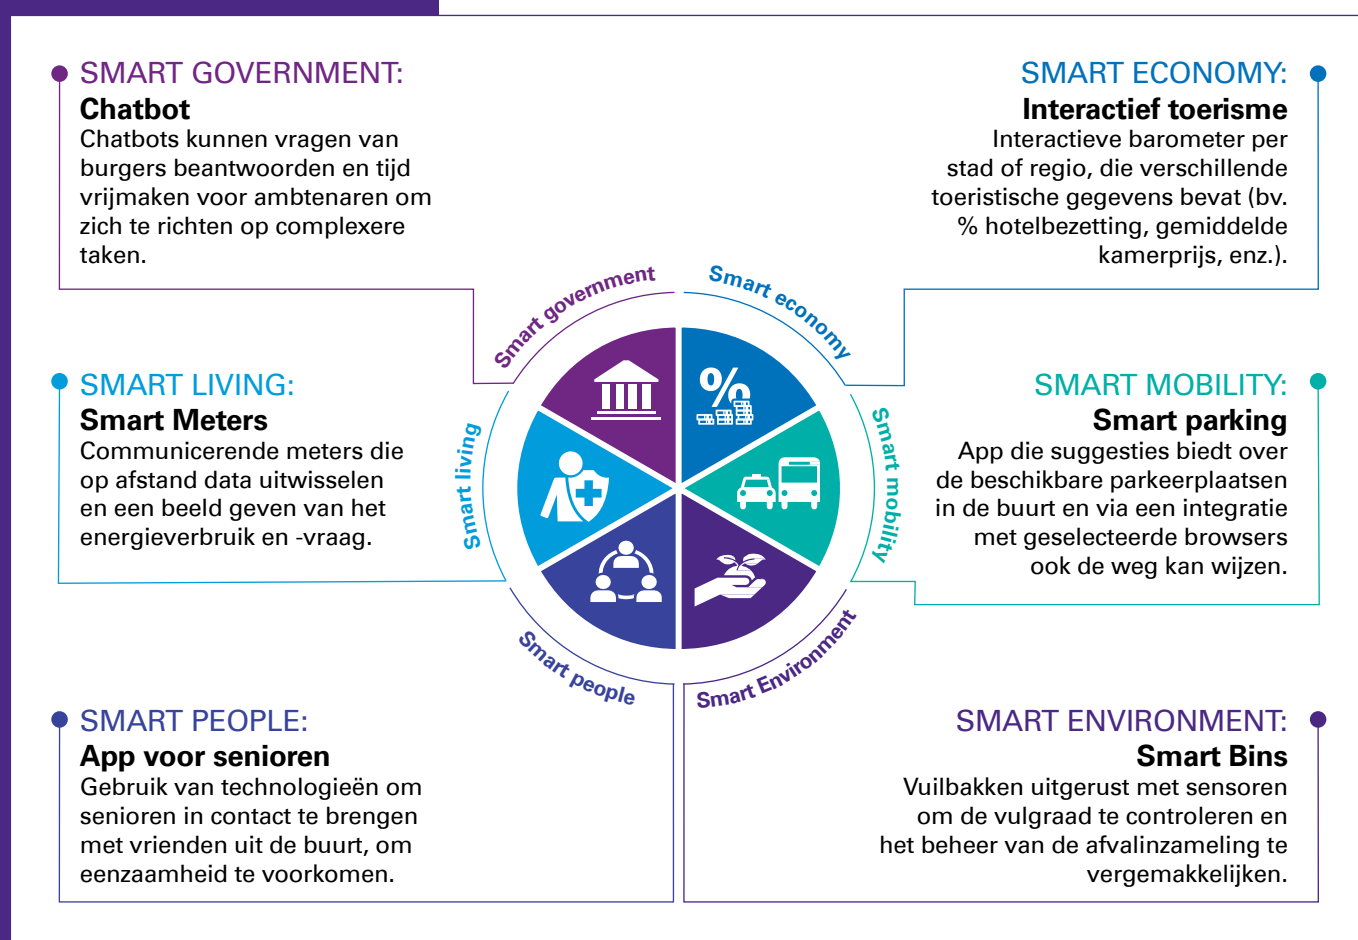 SMART GOVERNMENT:
Chatbot
Chatbots kunnen vragen van
burgers beantwoorden en tijd
vrijmaken voor ambtenaren om
zich te richten op complexere
taken.
SMART ECONOMY:
Interactief toerisme
Interactieve barometer per
stad of regio, die verschillende
toeristische gegevens bevat (bv.
% hotelbezetting, gemiddelde
kamerprijs, enz.).
SMART LIVING:
Smart Meters
Communicerende meters die
op afstand data uitwisselen
en een beeld geven van het
energieverbruik en -vraag.
Smart government
Smart economy
%
Smart living
Smart mobility
Smart people
Smart Environment
SMART MOBILITY:
Smart parking
App die suggesties biedt over
de beschikbare parkeerplaatsen
in de buurt en via een integratie
met geselecteerde browsers
ook de weg kan wijzen.
SMART PEOPLE:
App voor senioren
Gebruik van technologieën om
senioren in contact te brengen
met vrienden uit de buurt, om
eenzaamheid te voorkomen.
SMART ENVIRONMENT:
Smart Bins
Vuilbakken uitgerust met sensoren
om de vulgraad te controleren en
het beheer van de afvalinzameling te
vergemakkelijken.